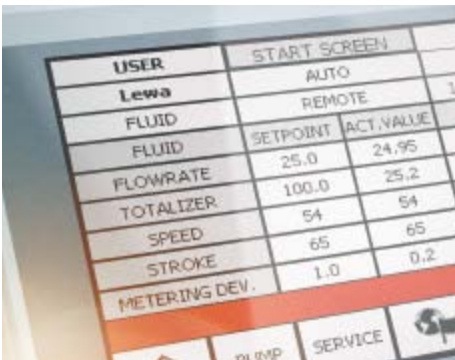 USER START SCREEN
Lewa AUTO
FLUID REMOTE
FLUID SETPOINT ACT.VALUE
FLOWRATE 25.0 24.95
TOTALIZER 100.0 25.2
SPEED 54 54
STROKE 65 65
METERING DEV. 1.0 0.2
PUMP SERVICE